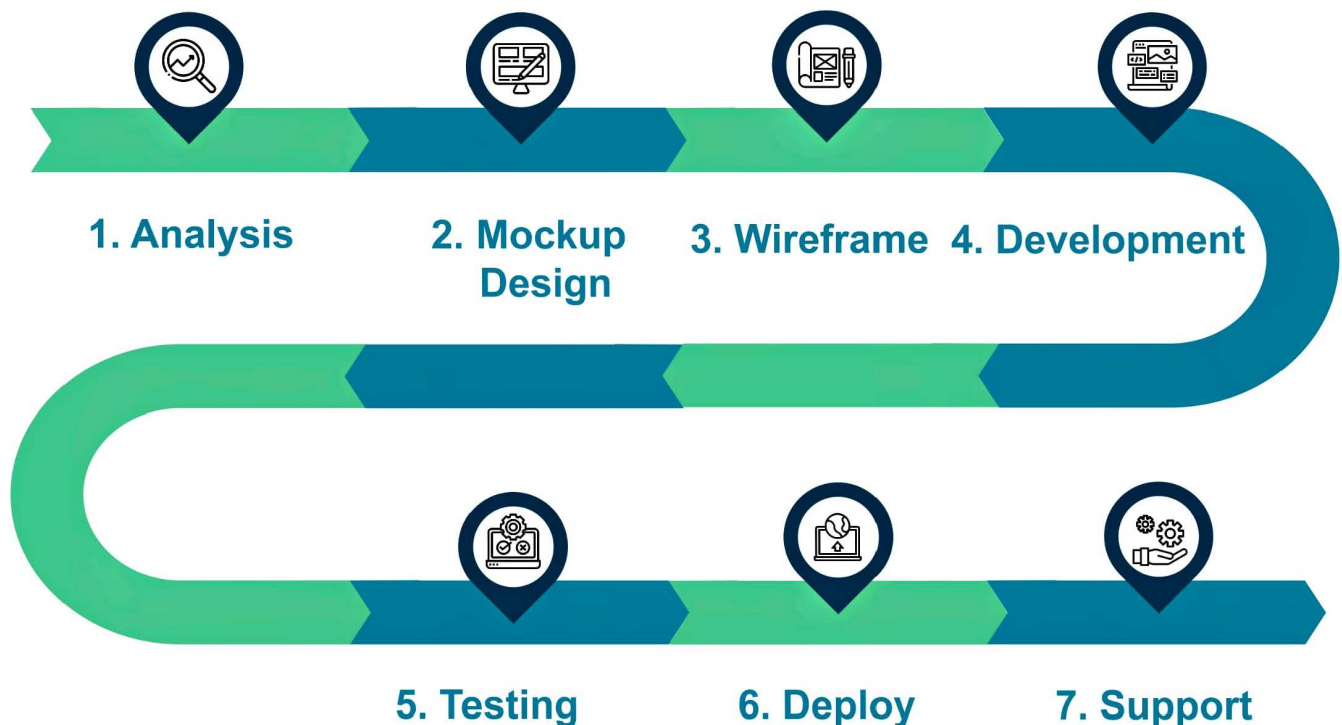 1. Analysis
2. Mockup
Design
3. Wireframe
4. Development
5. Testing
6. Deploy
7. Support